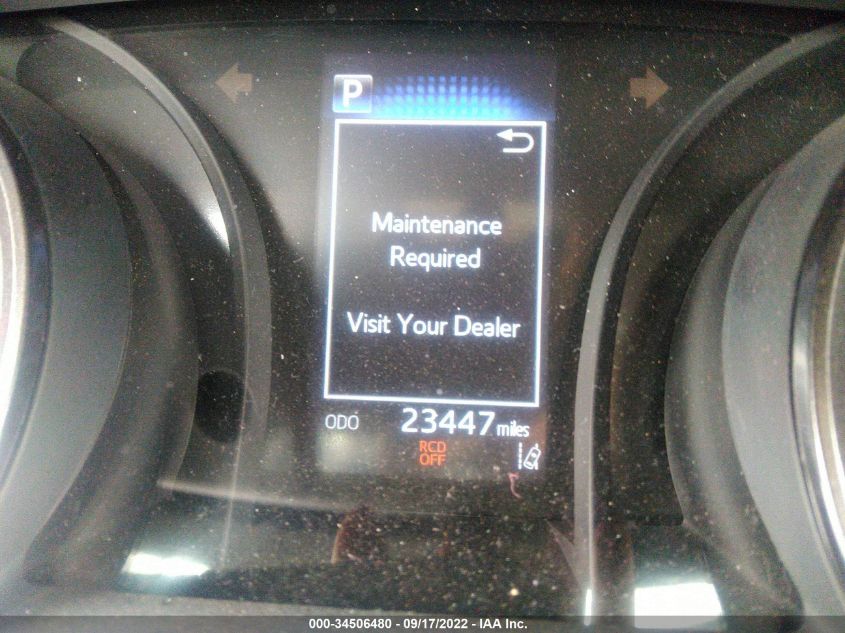 P
Maintenance
Required
Visit Your Dealer
ODO 23447 miles
RCD
OFF
000-34506480 - 09/17/2022 - IAA Inc.